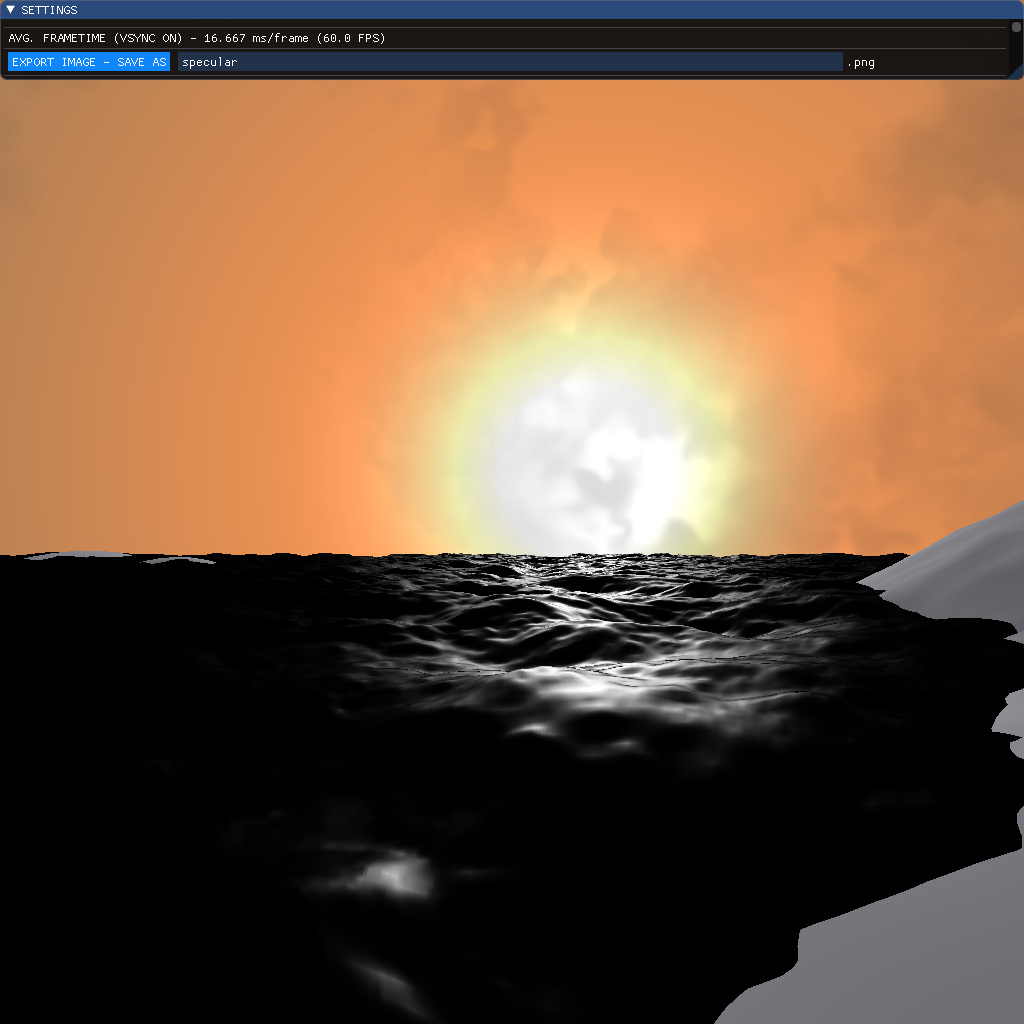 SETTINGS
AVG. FRAMETIME (VSYNC ON) - 16.667 ms/frame (60.0 FPS)
EXPORT IMAGE - SAVE AS specular .png